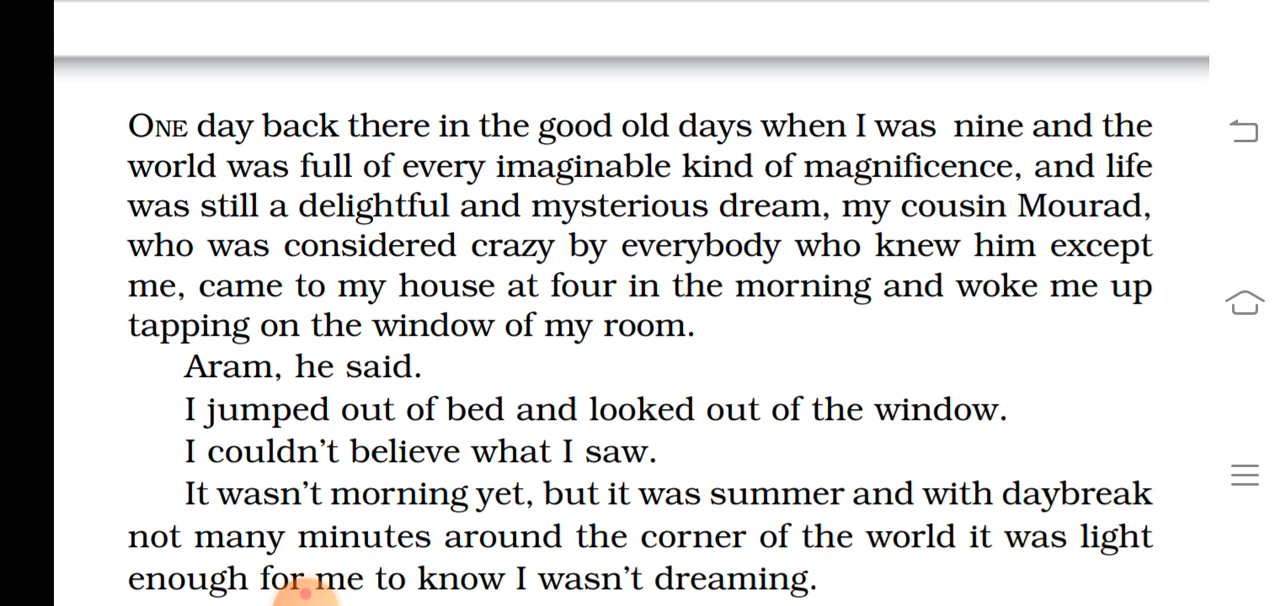 ONE day back there in the good old days when I was nine and the
world was full of every imaginable kind of magnificence, and life
was still a delightful and mysterious dream, my cousin Mourad,
who was considered crazy by everybody who knew him except
me, came to my house at four in the morning and woke me up
tapping on the window of my room.
Aram, he said.
I jumped out of bed and looked out of the window.
I couldn’t believe what I saw.
It wasn’t morning yet, but it was summer and with daybreak
not many minutes around the corner of the world it was light
enough for me to know I wasn’t dreaming.